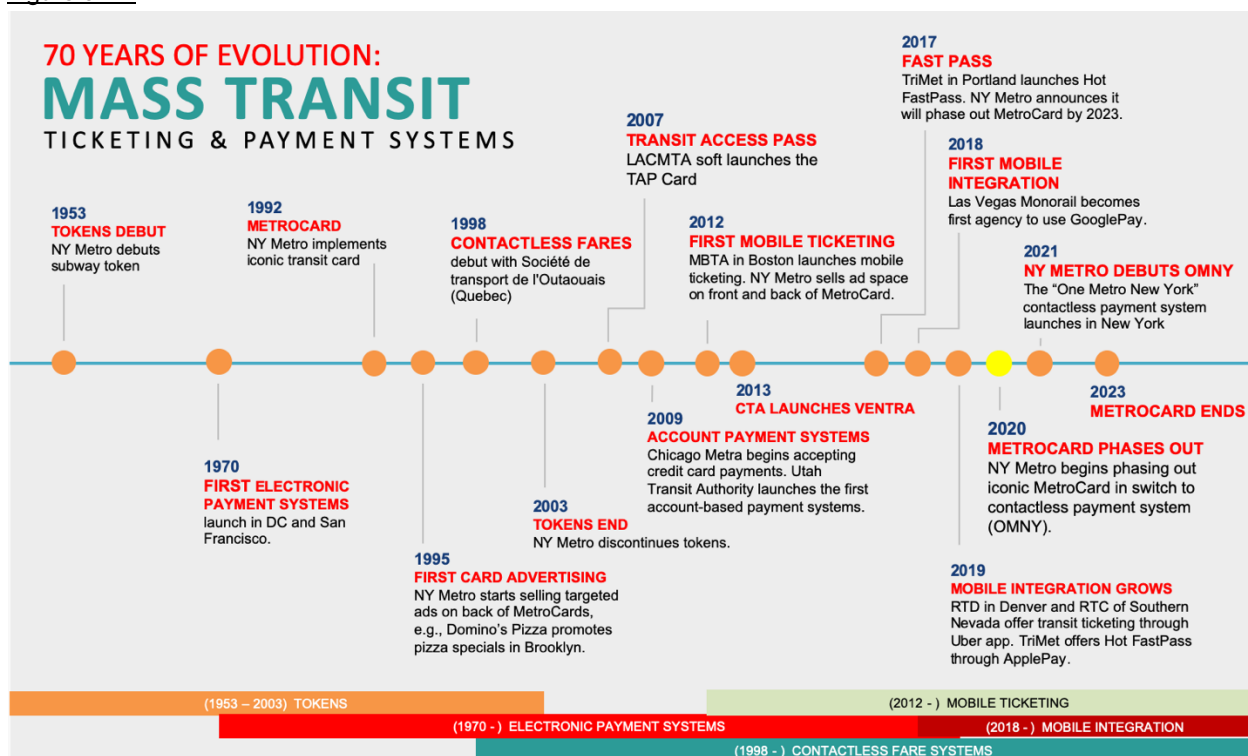 70 YEARS OF EVOLUTION:
MASS TRANSIT
TICKETING & PAYMENT SYSTEMS
1953
TOKENS DEBUT
NY Metro debuts
subway token
1970
FIRST ELECTRONIC
PAYMENT SYSTEMS
launch in DC and San
Francisco.
1992
METROCARD
NY Metro implements
iconic transit card
1995
FIRST CARD ADVERTISING
NY Metro starts selling targeted
ads on back of MetroCards,
e.g., Domino's Pizza promotes
pizza specials in Brooklyn.
1998
CONTACTLESS FARES
debut with Société de
transport de l'Outaouais
(Quebec)
2003
TOKENS END
NY Metro discontinues tokens.
2007
TRANSIT ACCESS PASS
LACMTA soft launches the
TAP Card
2009
ACCOUNT PAYMENT SYSTEMS
Chicago Metra begins accepting
credit card payments. Utah
Transit Authority launches the first
account-based payment systems.
2012
FIRST MOBILE TICKETING
MBTA in Boston launches mobile
ticketing. NY Metro sells ad space
on front and back of MetroCard.
2013
CTA LAUNCHES VENTRA
2017
FAST PASS
TriMet in Portland launches Hot
FastPass. NY Metro announces it
will phase out MetroCard by 2023.
2018
FIRST MOBILE
INTEGRATION
Las Vegas Monorail becomes
first agency to use GooglePay.
2019
MOBILE INTEGRATION GROWS
RTD in Denver and RTC of Southern
Nevada offer transit ticketing through
Uber app. TriMet offers Hot FastPass
through ApplePay.
2020
METROCARD PHASES OUT
NY Metro begins phasing out
iconic MetroCard in switch to
contactless payment system
(OMNY).
2021
NY METRO DEBUTS OMNY
The “One Metro New York”
contactless payment system
launches in New York
2023
METROCARD ENDS
(1953 – 2003) TOKENS
(2012 - ) MOBILE TICKETING
(1970 - ) ELECTRONIC PAYMENT SYSTEMS
(2018 - ) MOBILE INTEGRATION
(1998 - ) CONTACTLESS FARE SYSTEMS